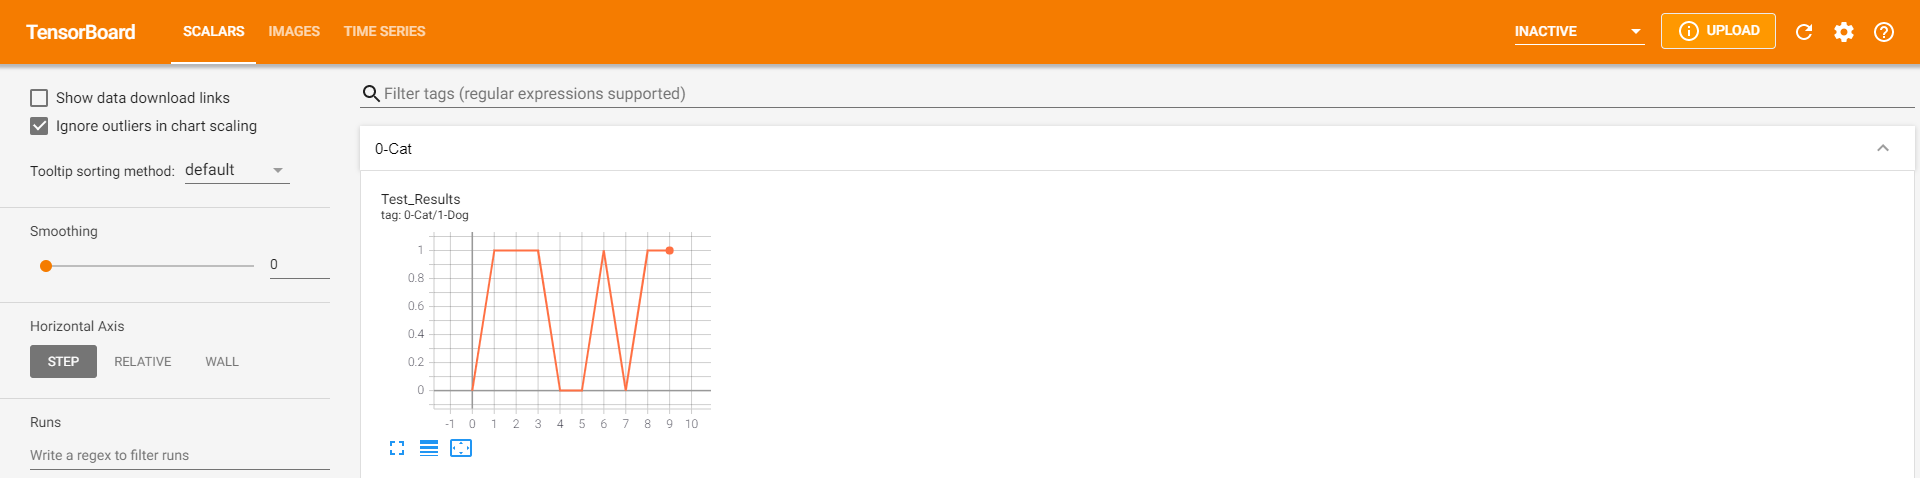 TensorBoard SCALARS IMAGES TIME SERIES INACTIVE UPLOAD
Show data download links
Ignore outliers in chart scaling
Tooltip sorting method: default
Smoothing
0
Horizontal Axis
STEP RELATIVE WALL
Runs
Write a regex to filter runs
Filter tags (regular expressions supported)
0-Cat
Test_Results
tag: 0-Cat/1-Dog
1
0.8
0.6
0.4
0.2
0
-1 0 1 2 3 4 5 6 7 8 9 10